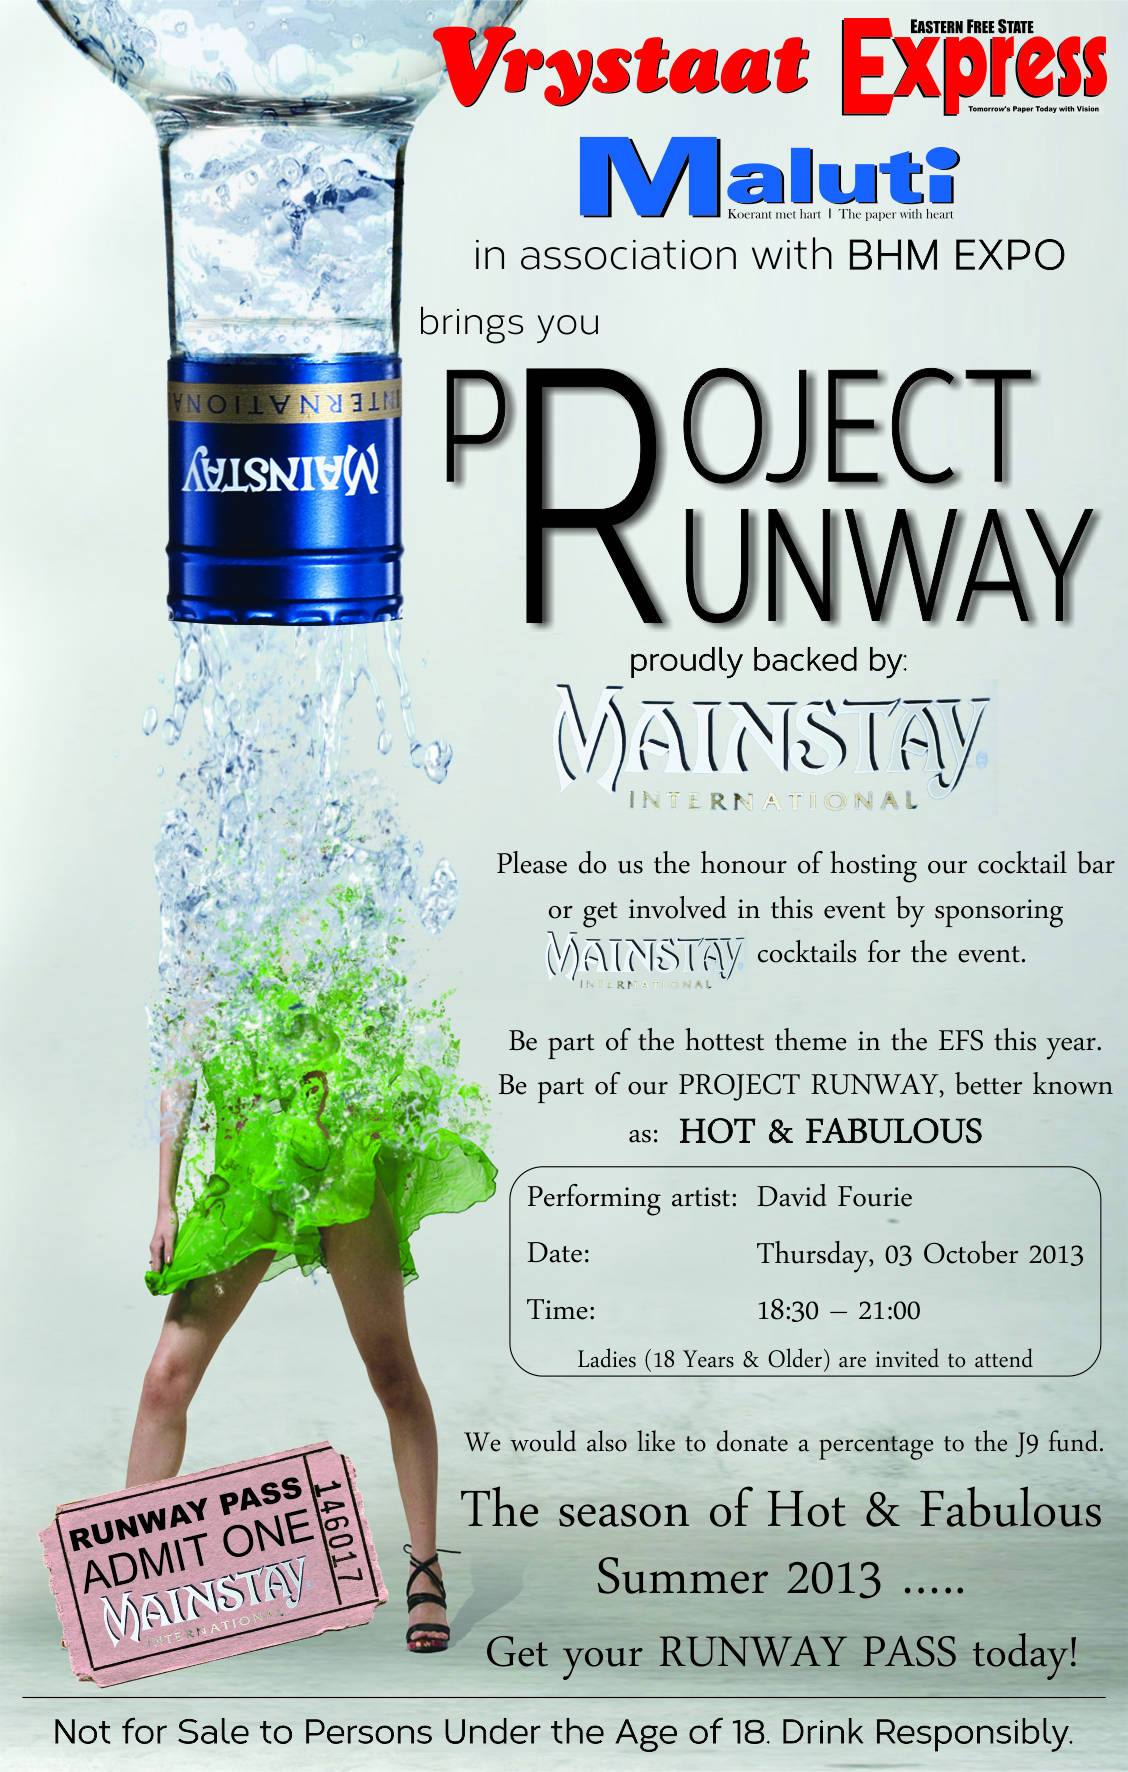 Vrystaat
EASTERN FREE STATE
Express
Tomorrow's Paper Today with Vision
Maluti
Koerant met hart | The paper with heart
in association with BHM EXPO
brings you
PROJECT
RUNWAY
INTERNATIONA
MAINSTAY
proudly backed by:
MAINSTAY
INTERNATIONAL
Please do us the honour of hosting our cocktail bar
or get involved in this event by sponsoring
MAINSTAY INTERNATIONAL cocktails for the event.
Be part of the hottest theme in the EFS this year.
Be part of our PROJECT RUNWAY, better known
as: HOT & FABULOUS
Performing artist: David Fourie
Date: Thursday, 03 October 2013
Time: 18:30 – 21:00
Ladies (18 Years & Older) are invited to attend
We would also like to donate a percentage to the J9 fund.
The season of Hot & Fabulous
Summer 2013 .....
Get your RUNWAY PASS today!
RUNWAY PASS
ADMIT ONE
MAINSTAY
INTERNATIONAL
146017
Not for Sale to Persons Under the Age of 18. Drink Responsibly.